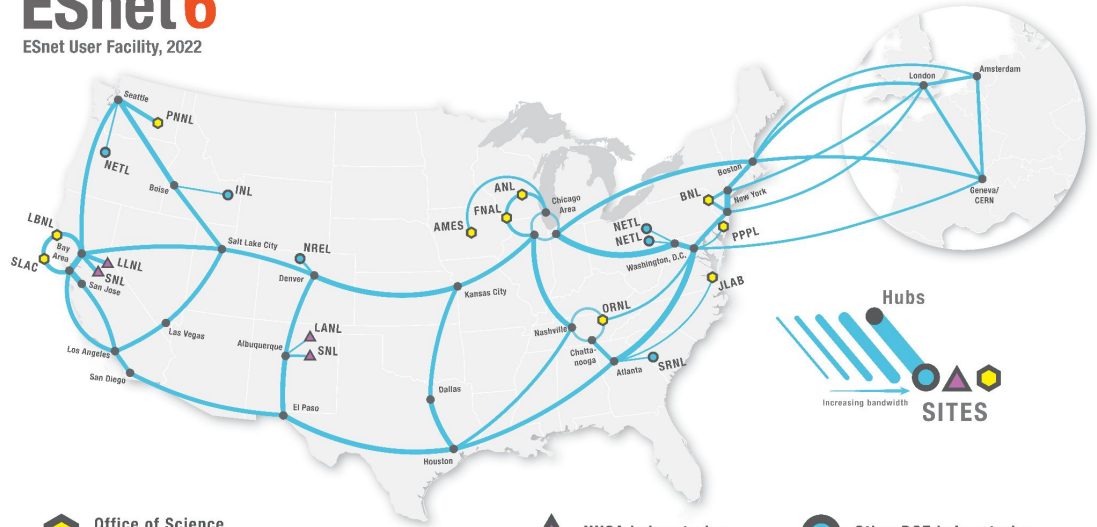 ESnet 6
ESnet User Facility, 2022
Seattle
PNNL
NETL
Boise
INL
LBNL
Bay
Area
SLAC
LLNL
SNL
San Jose
Salt Lake City
NREL
Denver
Las Vegas
Los Angeles
San Diego
LANL
Albuquerque
SNL
El Paso
Kansas City
Dallas
Houston
ANL
FNAL
AMES
Chicago
Area
Nashville
ORNL
Chatta-
nooga
Atlanta
SRNL
NETL
NETL
Washington, D.C.
JLAB
PPPL
BNL
New York
Boston
London
Amsterdam
Geneva/
CERN
Hubs
Increasing bandwidth
SITES
Office of Science